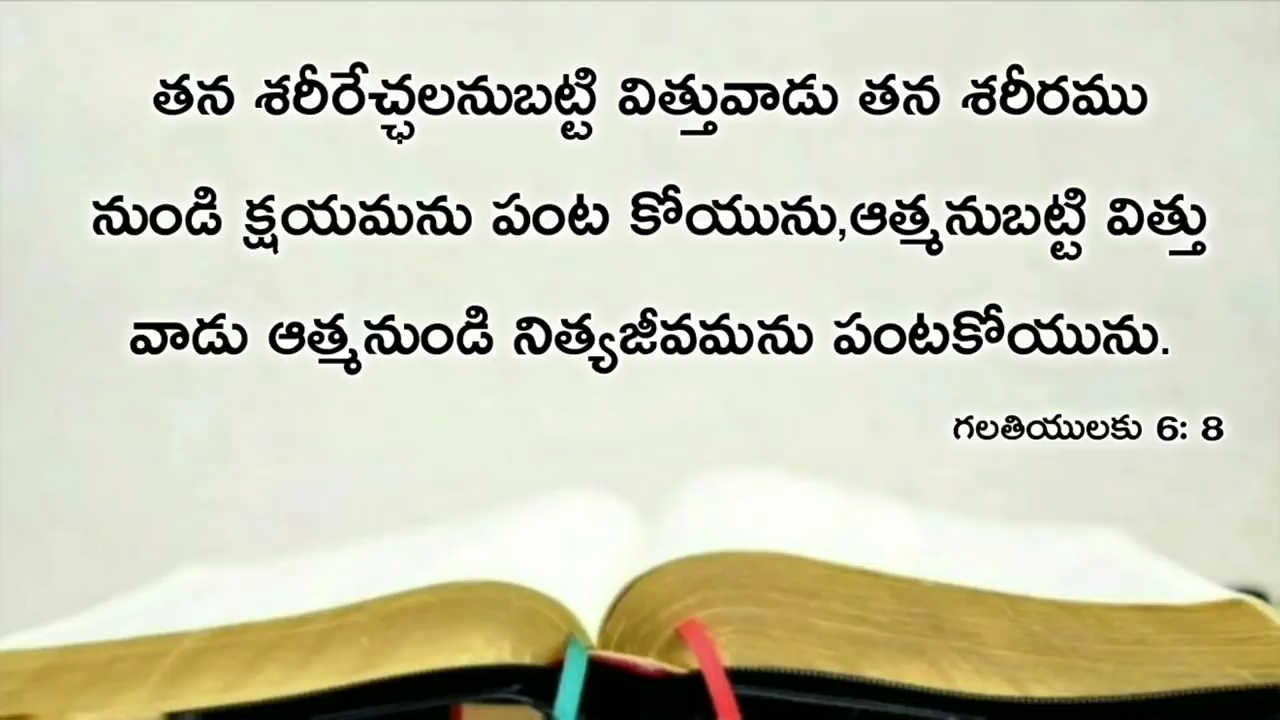 తన శరీరేచ్ఛలనుబట్టి విత్తువాడు తన శరీరము
నుండి క్షయమను పంట కోయును,ఆత్మనుబట్టి విత్తు
వాడు ఆత్మనుండి నిత్యజీవమను పంటకోయును.
గలతియులకు 6: 8